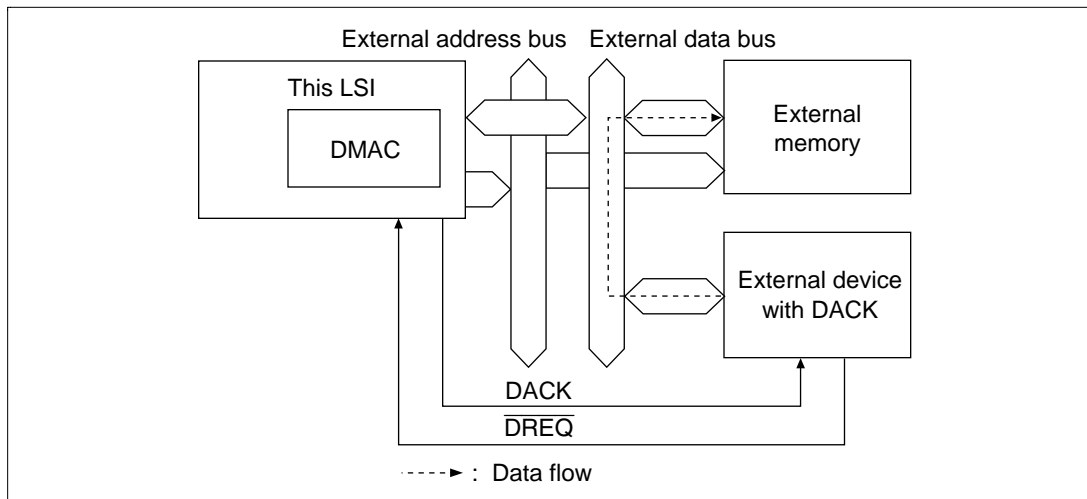 External address bus
External data bus
This LSI
DMAC
External
memory
External device
with DACK
DACK
DREQ
: Data flow